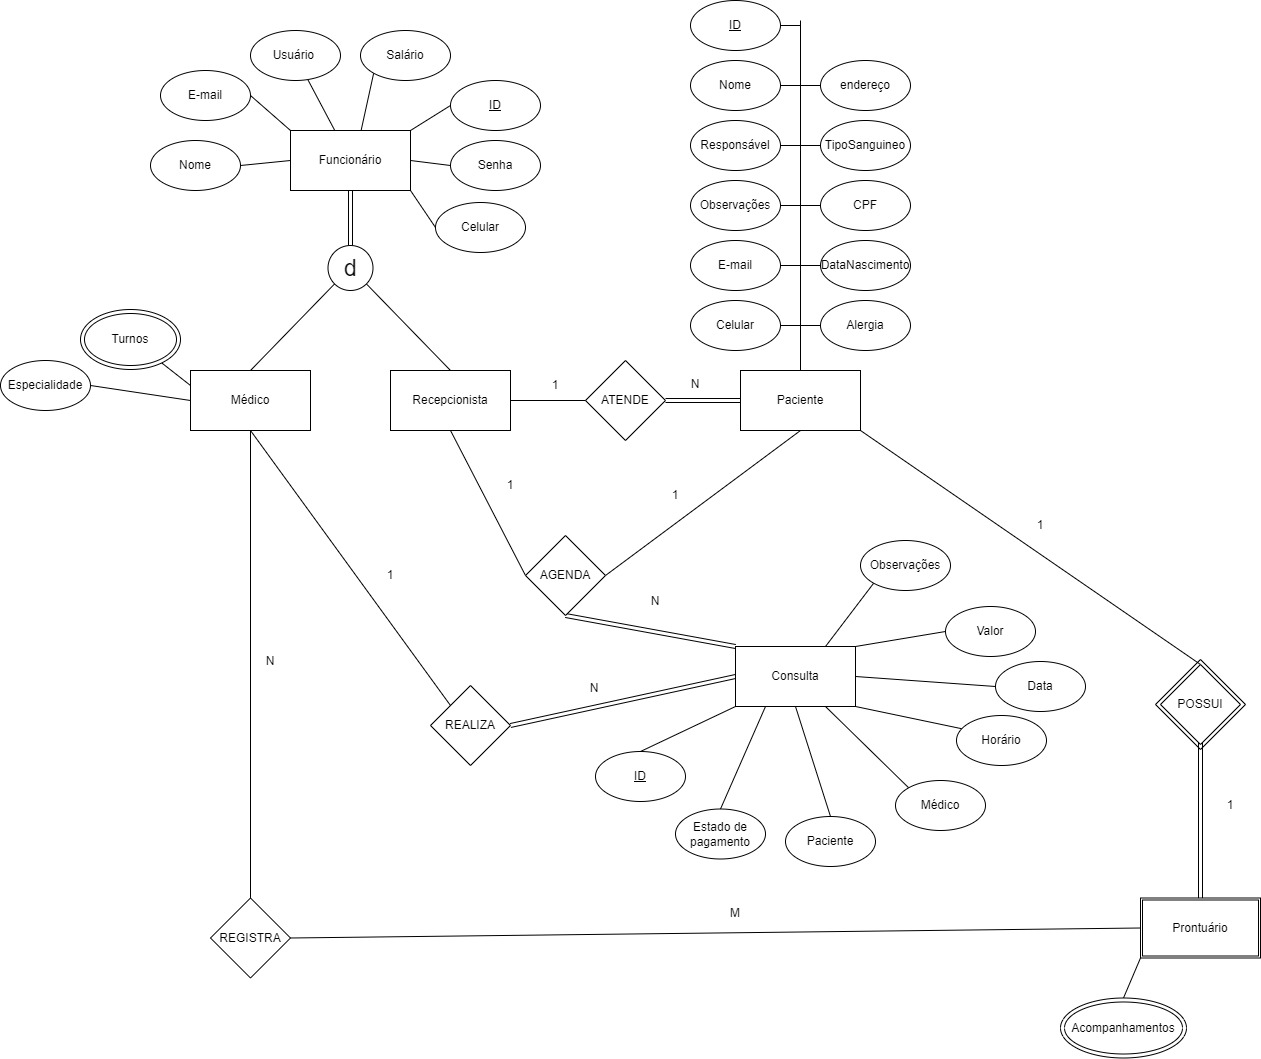 ID
Usuário
Salário
Nome
endereço
E-mail
ID
Responsável
TipoSanguineo
Funcionário
Nome
Senha
Observações
CPF
Celular
d
E-mail
DataNascimento
Celular
Alergia
Turnos
Especialidade
Médico
Recepcionista
1
ATENDE
N
Paciente
1
1
1
1
AGENDA
N
Observações
Valor
N
Consulta
N
Data
POSSUI
REALIZA
Horário
ID
Médico
1
Estado de
pagamento
Paciente
M
REGISTRA
Prontuário
Acompanhamentos